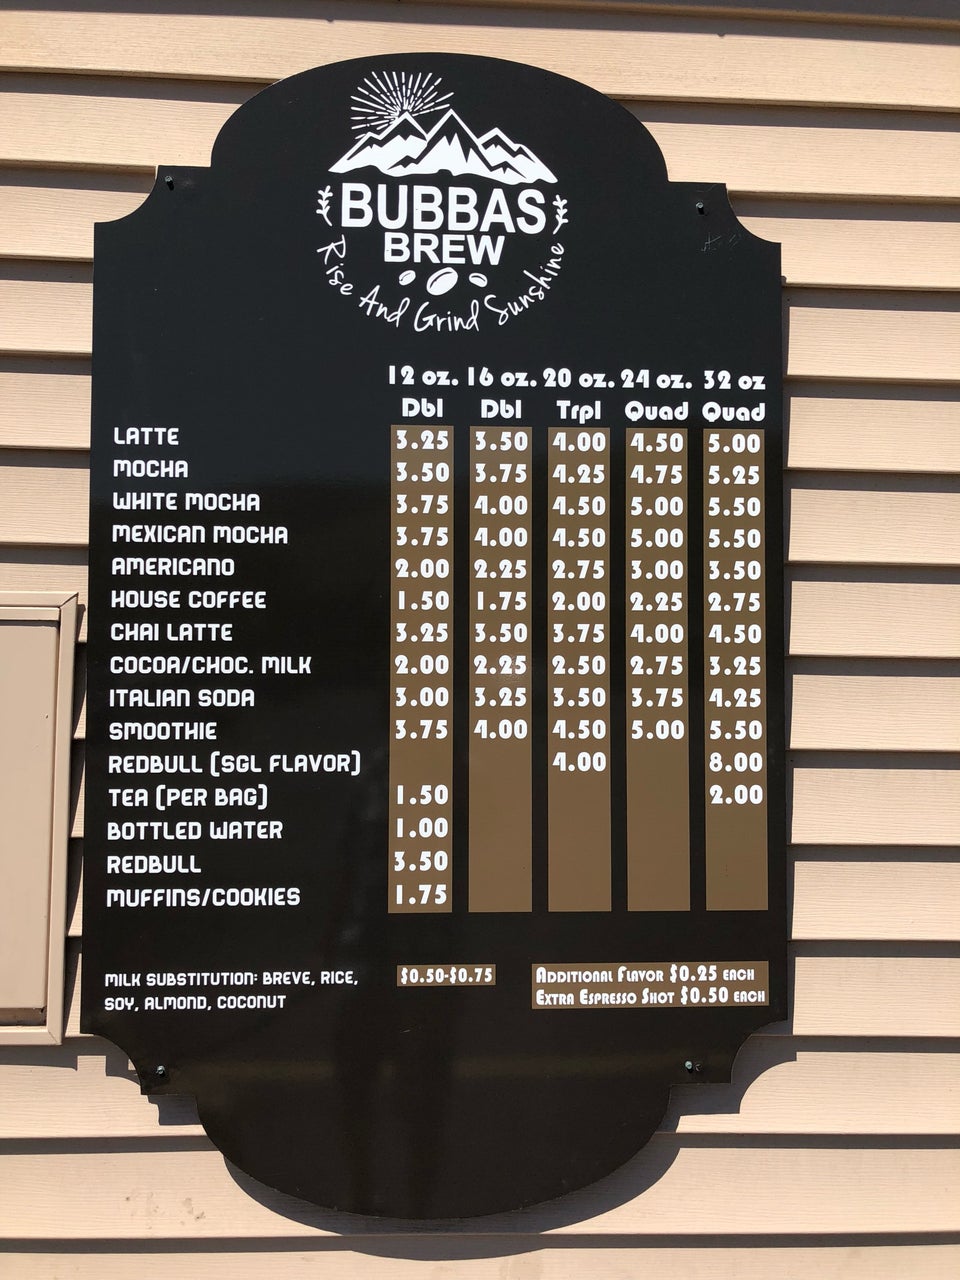 BUBBAS
BREW
Rise And Grind Sunshine
12 oz. 16 oz. 20 oz. 24 oz. 32 oz
Dbl Dbl Trpl Quad Quad
LATTE 3.25 3.50 4.00 4.50 5.00
MOCHA 3.50 3.75 4.25 4.75 5.25
WHITE MOCHA 3.75 4.00 4.50 5.00 5.50
MEXICAN MOCHA 3.75 4.00 4.50 5.00 5.50
AMERICANO 2.00 2.25 2.75 3.00 3.50
HOUSE COFFEE 1.50 1.75 2.00 2.25 2.75
CHAI LATTE 3.25 3.50 3.75 4.00 4.50
COCOA/CHOC. MILK 2.00 2.25 2.50 2.75 3.25
ITALIAN SODA 3.00 3.25 3.50 3.75 4.25
SMOOTHIE 3.75 4.00 4.50 5.00 5.50
REDBULL (SGL FLAVOR) 4.00 8.00
TEA (PER BAG) 1.50 2.00
BOTTLED WATER 1.00
REDBULL 3.50
MUFFINS/COOKIES 1.75
MILK SUBSTITUTION: BREVE, RICE, $0.50-$0.75
SOY, ALMOND, COCONUT
ADDITIONAL FLAVOR $0.25 EACH
EXTRA ESPRESSO SHOT $0.50 EACH